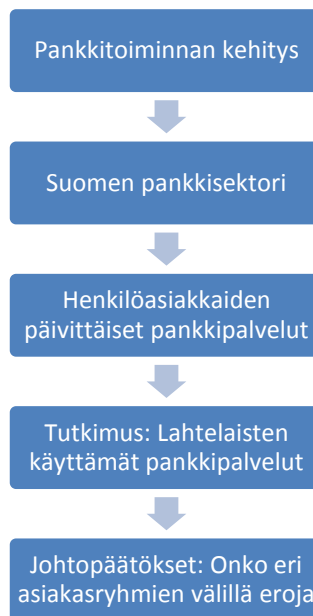 Pankkitoiminnan kehitys
Suomen pankkisektori
Henkilöasiakkaiden
päivittäiset pankkipalvelut
Tutkimus: Lahtelaisten
käyttämät pankkipalvelut
Johtopäätökset: Onko eri
asiakasryhmien välillä eroja